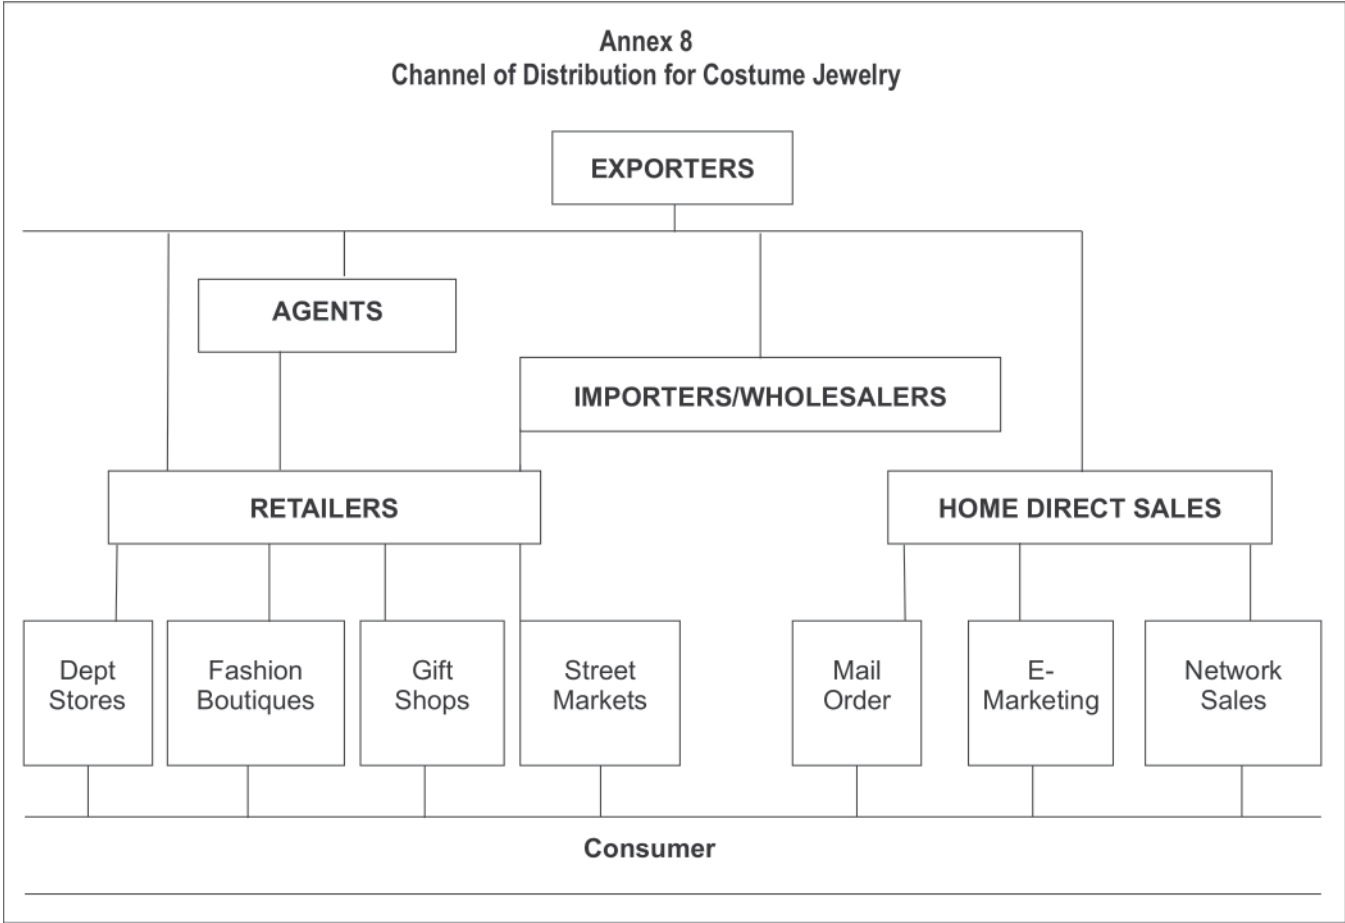 Annex 8
Channel of Distribution for Costume Jewelry
EXPORTERS
AGENTS
IMPORTERS/WHOLESALERS
RETAILERS
HOME DIRECT SALES
Dept
Stores
Fashion
Boutiques
Gift
Shops
Street
Markets
Mail
Order
E-
Marketing
Network
Sales
Consumer